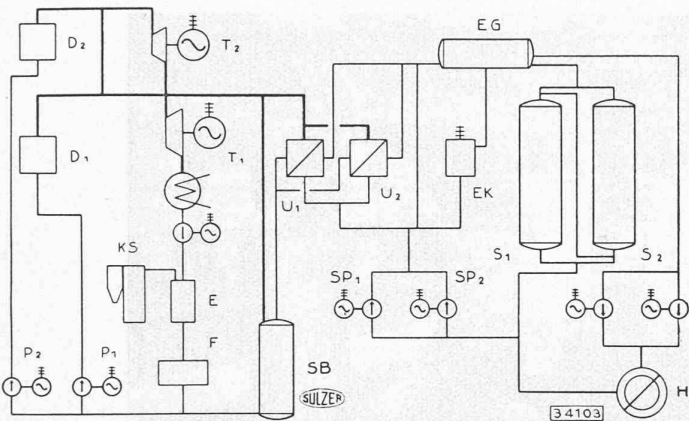 D2
T2
EG
D1
T1
U1
U2
EK
KS
E
S1
S2
SP1
SP2
F
P2
P1
SB
SULZER
H
34103